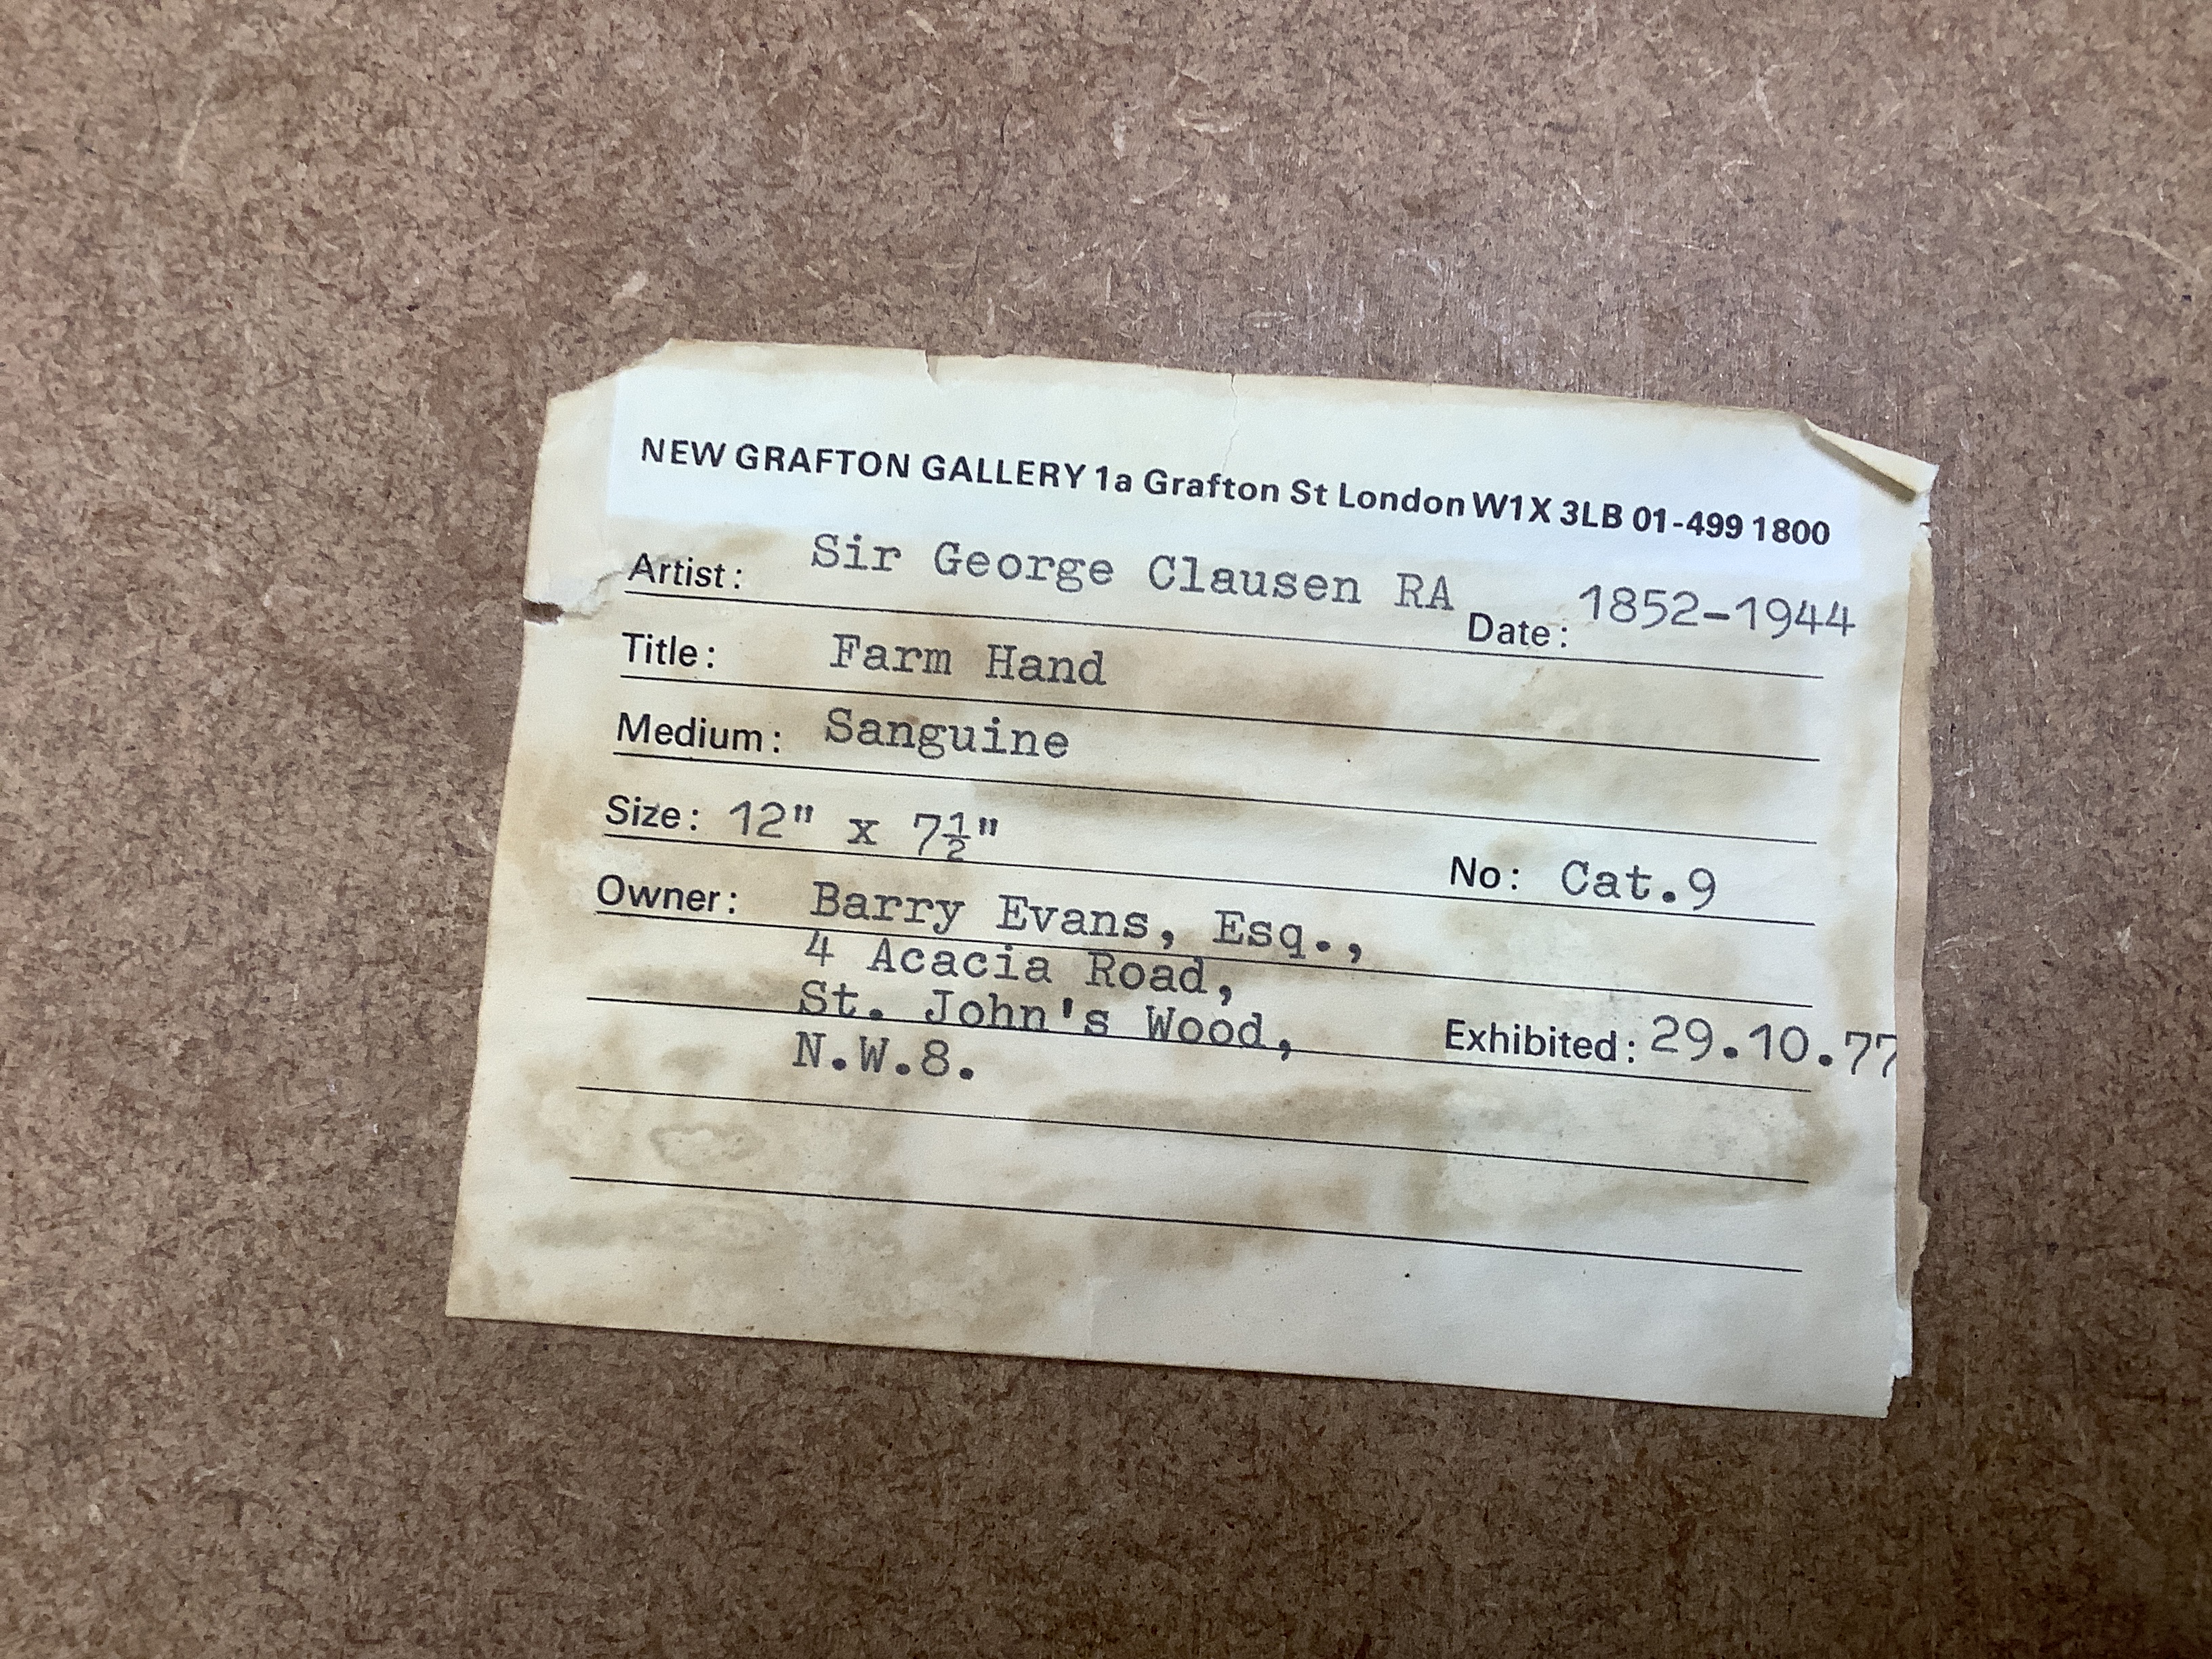 NEW GRAFTON GALLERY 1a Grafton St London W1X 3LB 01-499 1800
Artist: Sir George Clausen RA Date: 1852-1944
Title: Farm Hand
Medium: Sanguine
Size: 12" x 7½"
No: Cat.9
Owner: Barry Evans, Esq.,
4 Acacia Road,
St. John's Wood,
Exhibited: 29.10.77
N.W.8.